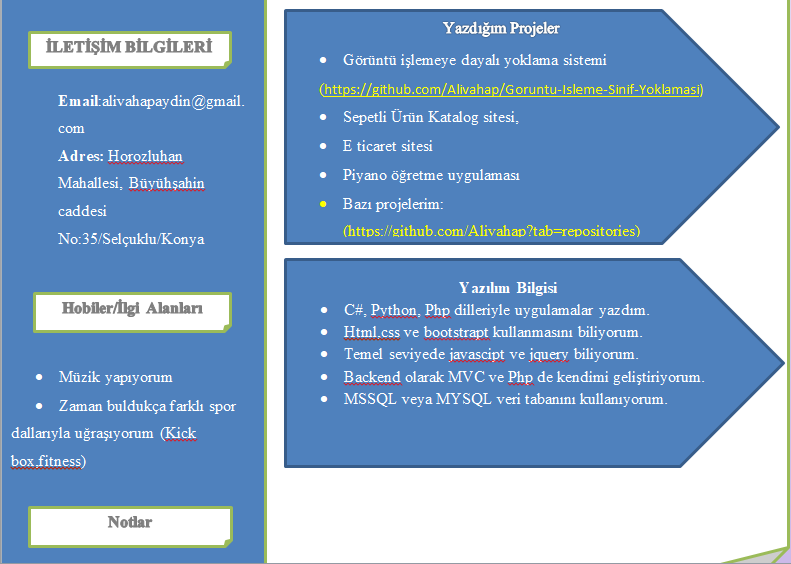 İLETİŞİM BİLGİLERİ
Email:alivahapaydin@gmail.
com
Adres: Horozluhan
Mahallesi, Büyühşahin
caddesi
No:35/Selçuklu/Konya
Hobiler/İlgi Alanları
• Müzik yapıyorum
• Zaman buldukça farklı spor
dallarıyla uğraşıyorum (Kick
box,fitness)
Notlar
Yazdığım Projeler
• Görüntü işlemeye dayalı yoklama sistemi
(https://github.com/Alivahap/Goruntu-Isleme-Sinif-Yoklamasi)
• Sepetli Ürün Katalog sitesi,
• E ticaret sitesi
• Piyano öğretme uygulaması
• Bazı projelerim:
(https://github.com/Alivahap?tab=repositories)
Yazılım Bilgisi
• C#, Python, Php dilleriyle uygulamalar yazdım.
• Html,css ve bootstrapt kullanmasını biliyorum.
• Temel seviyede javascipt ve jquery biliyorum.
• Backend olarak MVC ve Php de kendimi geliştiriyorum.
• MSSQL veya MYSQL veri tabanını kullanıyorum.